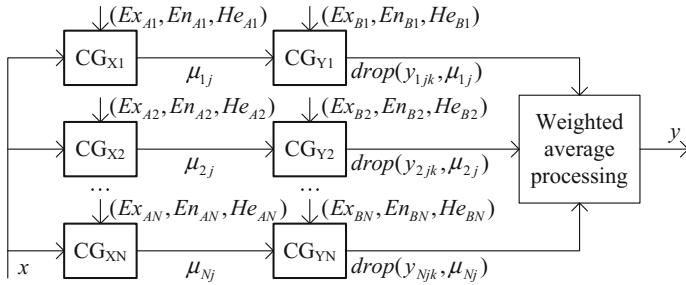 (Ex_{A1}, En_{A1}, He_{A1}) (Ex_{B1}, En_{B1}, He_{B1})
CG_{X1} μ_{1j} CG_{Y1} drop(y_{1jk}, μ_{1j})
(Ex_{A2}, En_{A2}, He_{A2}) (Ex_{B2}, En_{B2}, He_{B2})
CG_{X2} μ_{2j} CG_{Y2} drop(y_{2jk}, μ_{2j})
Weighted
average
processing
y
... ...
(Ex_{AN}, En_{AN}, He_{AN}) (Ex_{BN}, En_{BN}, He_{BN})
x CG_{XN} μ_{Nj} CG_{YN} drop(y_{Njk}, μ_{Nj})